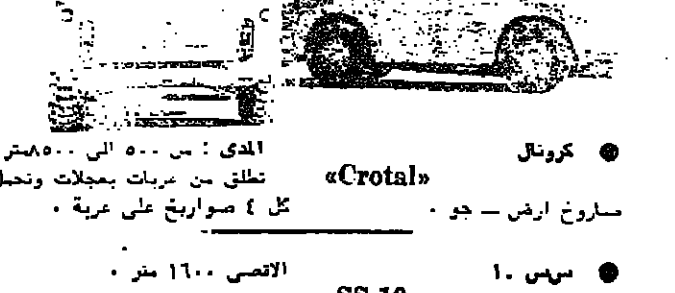 ● كروتال
«Crotal»
صاروخ ارض — جو .
المدى : من ٥٠٠ الى ٨٥٠٠متر
تطلق من عربات بعجلات وتحمل
كل ٤ صواريخ على عربة .
● س.س ١٠
SS-10
الاقصى ١٦٠٠ متر .